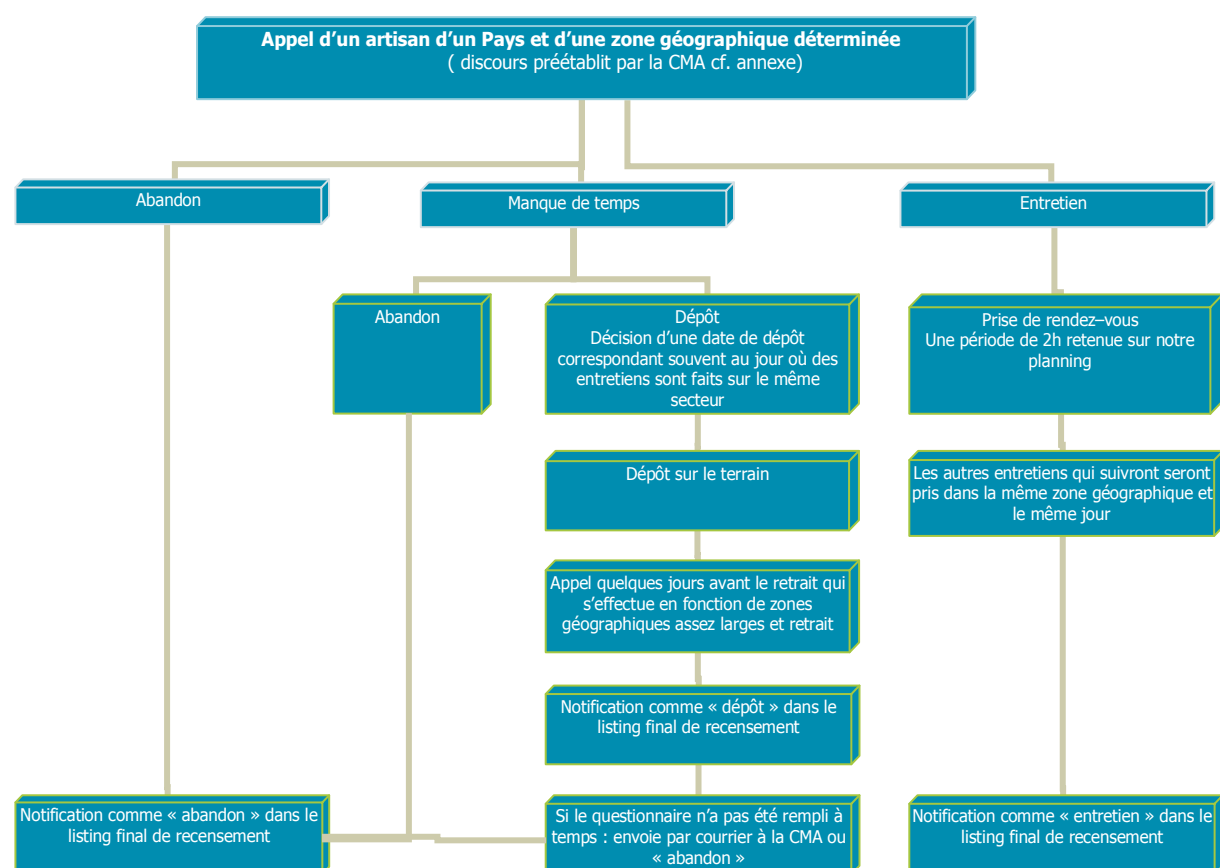 Appel d’un artisan d’un Pays et d’une zone géographique déterminée
( discours préétablit par la CMA cf. annexe)
Abandon
Manque de temps
Entretien
Abandon
Dépôt
Décision d’une date de dépôt
correspondant souvent au jour où des
entretiens sont faits sur le même
secteur
Prise de rendez–vous
Une période de 2h retenue sur notre
planning
Dépôt sur le terrain
Les autres entretiens qui suivront seront
pris dans la même zone géographique et
le même jour
Appel quelques jours avant le retrait qui
s’effectue en fonction de zones
géographiques assez larges et retrait
Notification comme « dépôt » dans le
listing final de recensement
Notification comme « abandon » dans le
listing final de recensement
Si le questionnaire n’a pas été rempli à
temps : envoie par courrier à la CMA ou
« abandon »
Notification comme « entretien » dans le
listing final de recensement